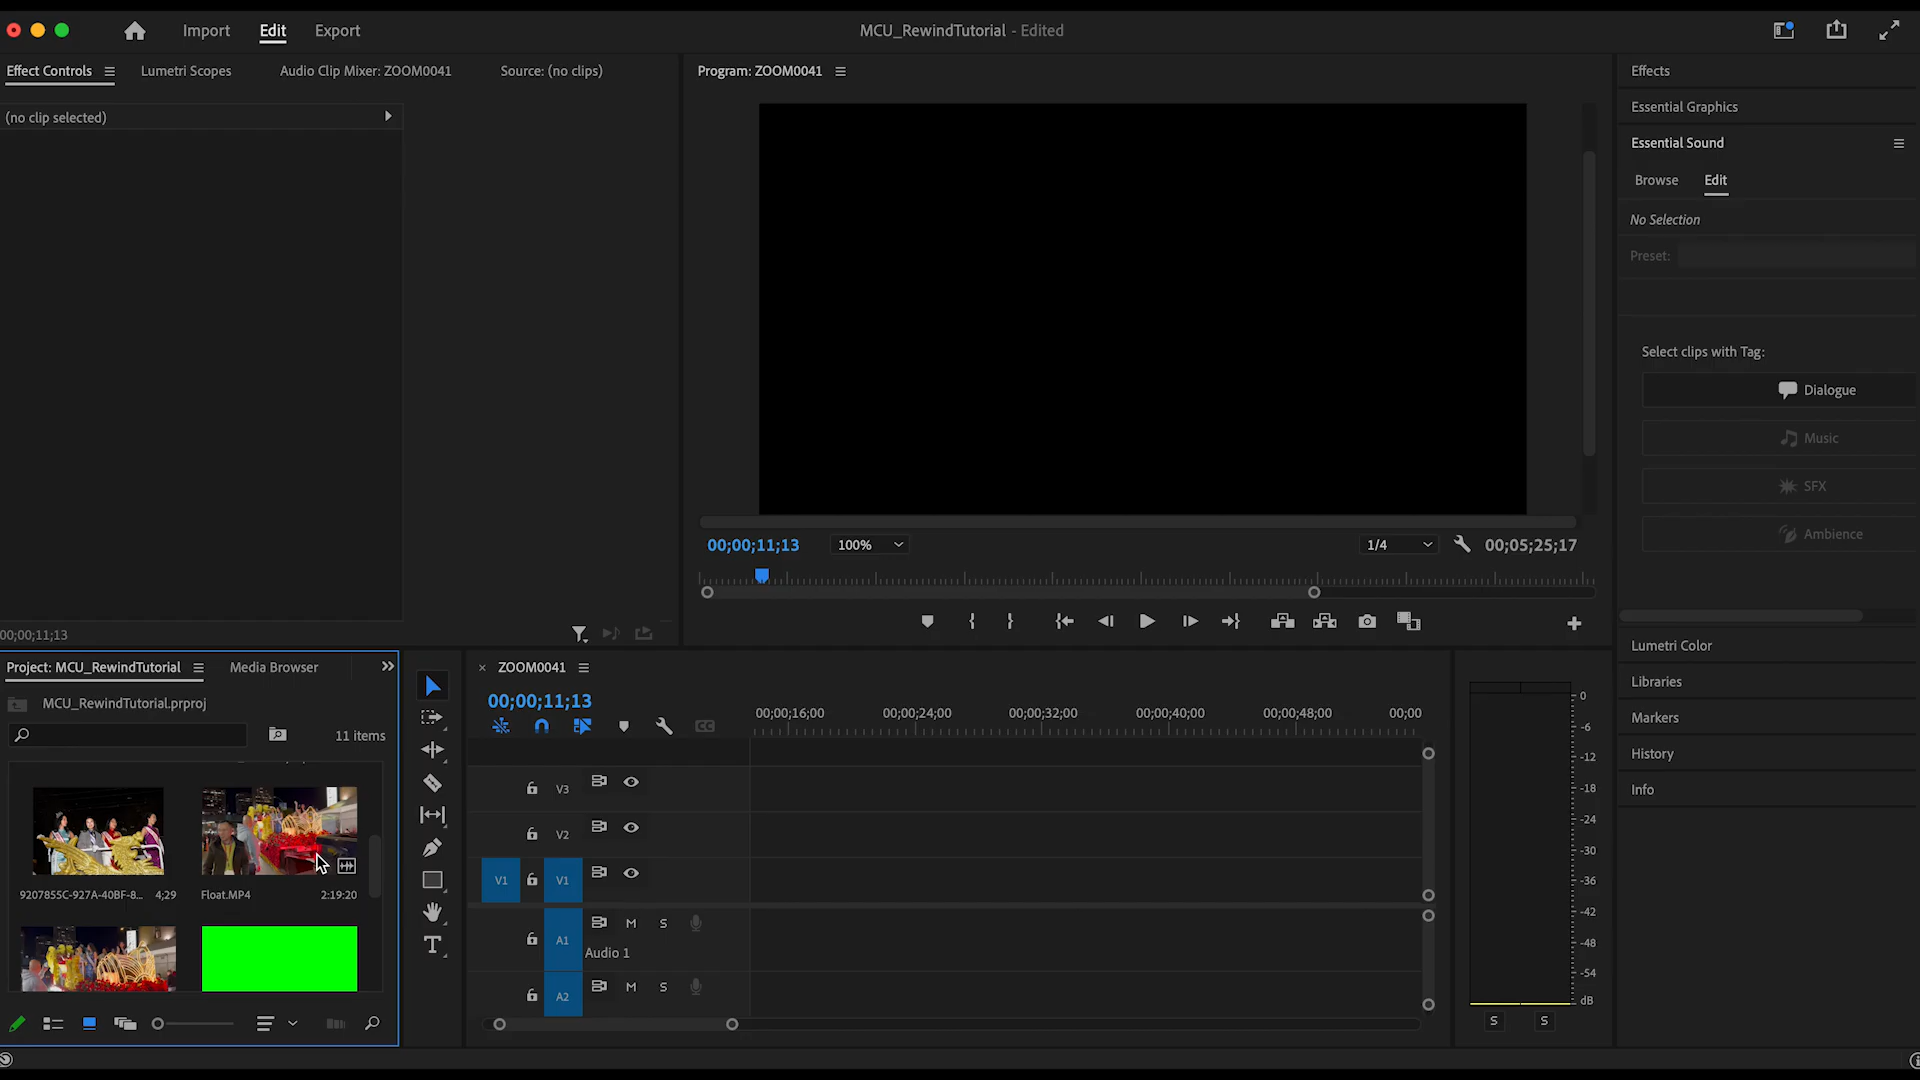 Import Edit Export MCU_RewindTutorial - Edited
Effect Controls Lumetri Scopes Audio Clip Mixer: ZOOM0041 Source: (no clips)
(no clip selected)
00;00;11;13
Program: ZOOM0041
00;00;11;13 100% 1/4 00;05;25;17
Effects
Essential Graphics
Essential Sound
Browse Edit
No Selection
Preset:
Select clips with Tag:
Dialogue
Music
SFX
Ambience
Lumetri Color
Libraries
Markers
History
Info
Project: MCU_RewindTutorial Media Browser
MCU_RewindTutorial.prproj
11 items
9207855C-927A-40BF-8... 4;29 Float.MP4 2:19:20
T
ZOOM0041
00;00;11;13
00;00;16;00 00;00;24;00 00;00;32;00 00;00;40;00 00;00;48;00 00;00
CC
V3
V2
V1 V1
A1 M S
Audio 1
A2 M S
0
-6
-12
-18
-24
-30
-36
-42
-48
-54
dB
S S